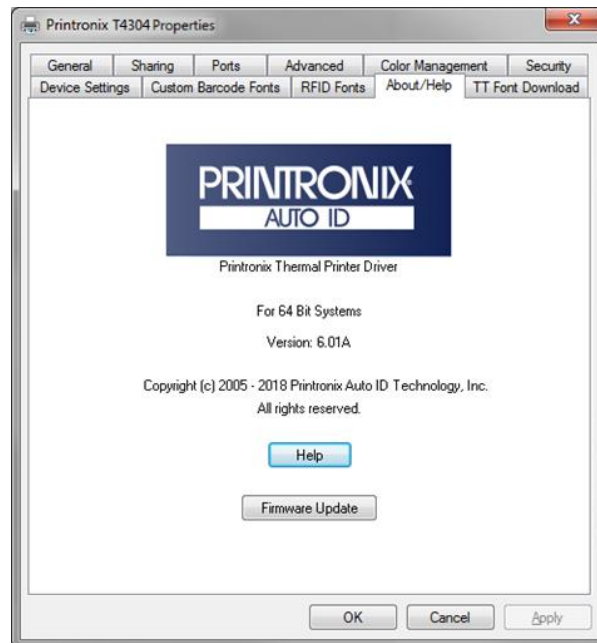 Printronix T4304 Properties
General Sharing Ports Advanced Color Management Security
Device Settings Custom Barcode Fonts RFID Fonts About/Help TT Font Download
PRINTRONIX
AUTO ID
Printronix Thermal Printer Driver
For 64 Bit Systems
Version: 6.01A
Copyright (c) 2005 - 2018 Printronix Auto ID Technology, Inc.
All rights reserved.
Help
Firmware Update
OK Cancel Apply